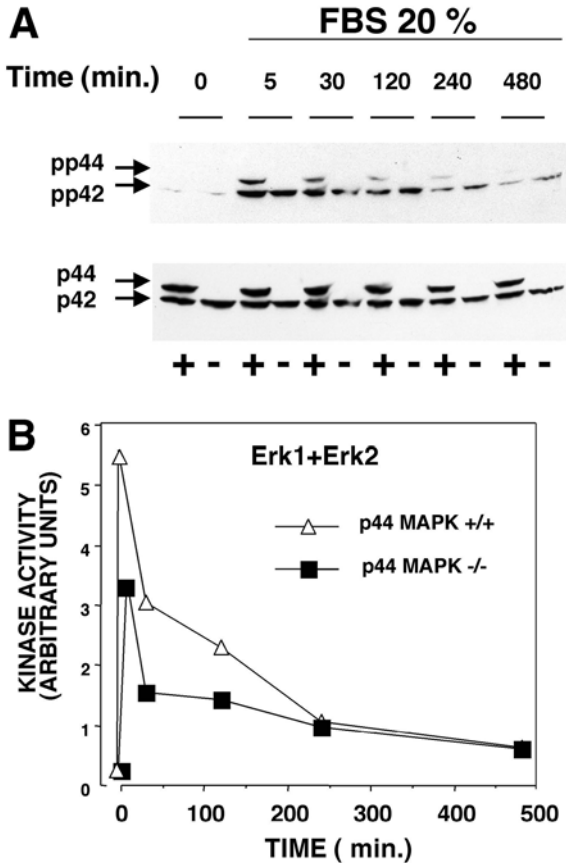 A
FBS 20 %
Time (min.) 0 5 30 120 240 480
pp44
pp42
p44
p42
+ - + - + - + - + - + -
B
Erk1+Erk2
p44 MAPK +/+
p44 MAPK -/-
KINASE ACTIVITY
(ARBITRARY UNITS)
6
5
4
3
2
1
0
0 100 200 300 400 500
TIME ( min.)